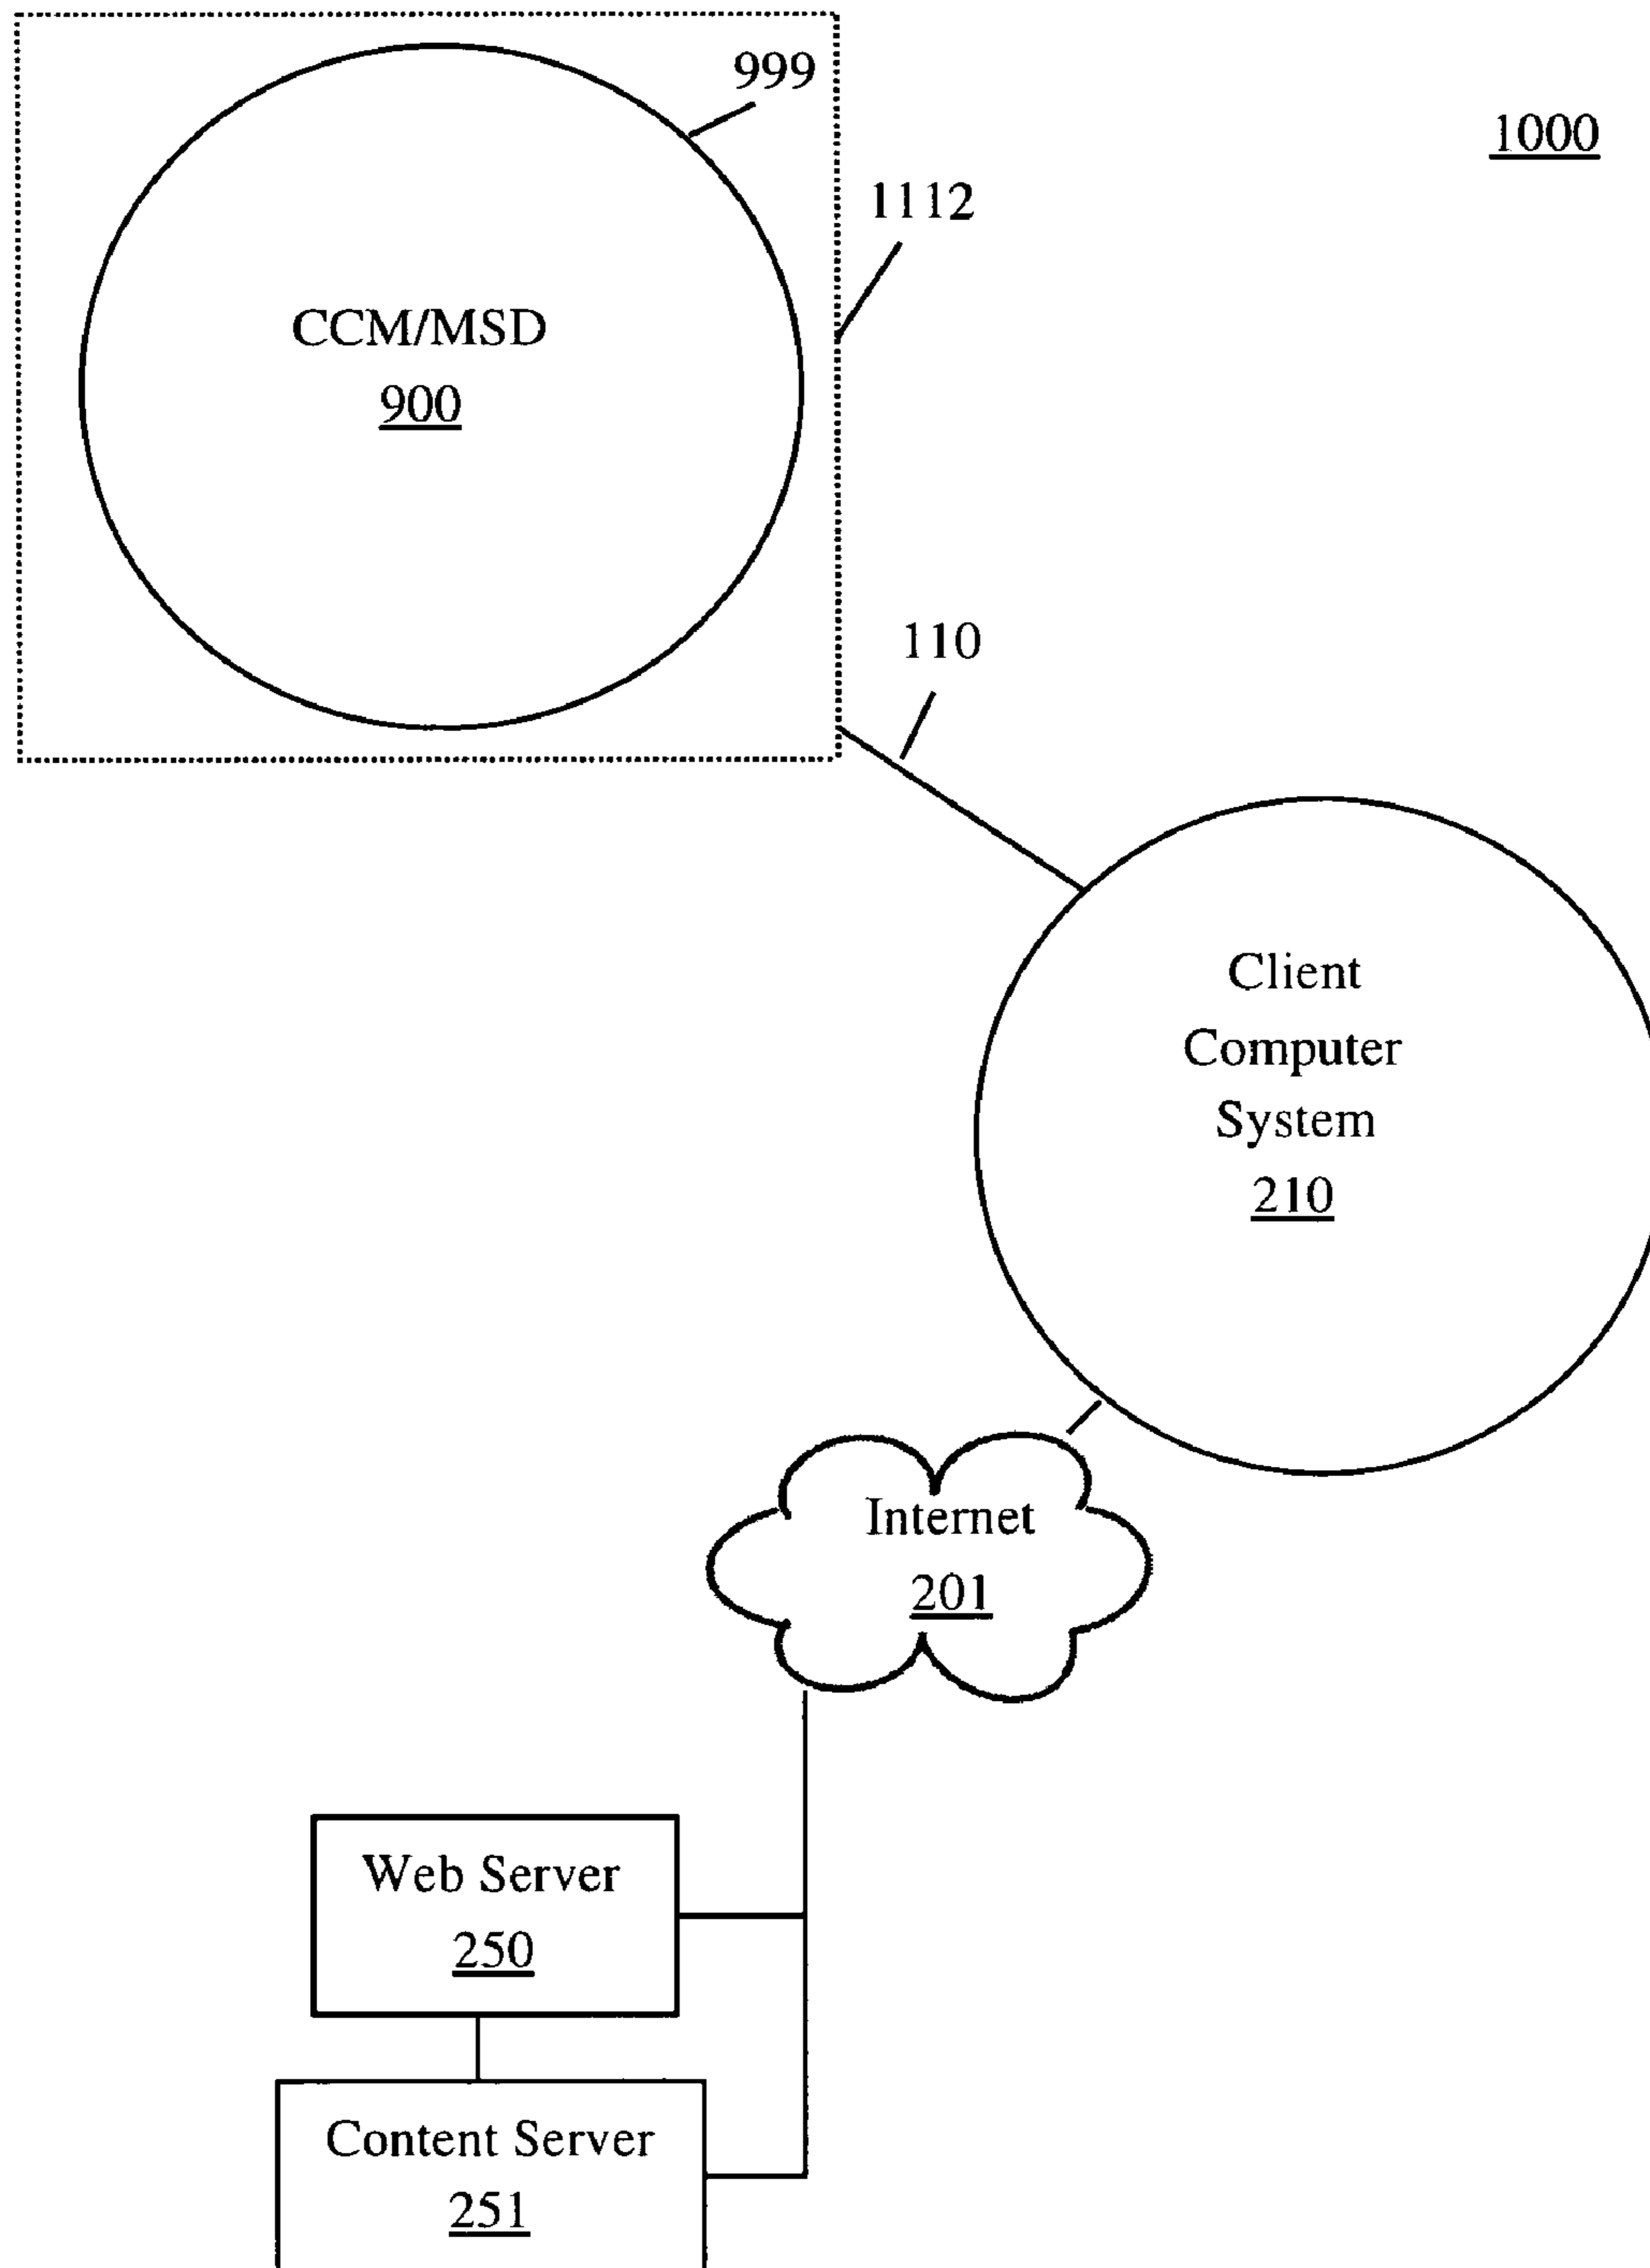 999
1000
1112
CCM/MSD
900
110
Client
Computer
System
210
Internet
201
Web Server
250
Content Server
251